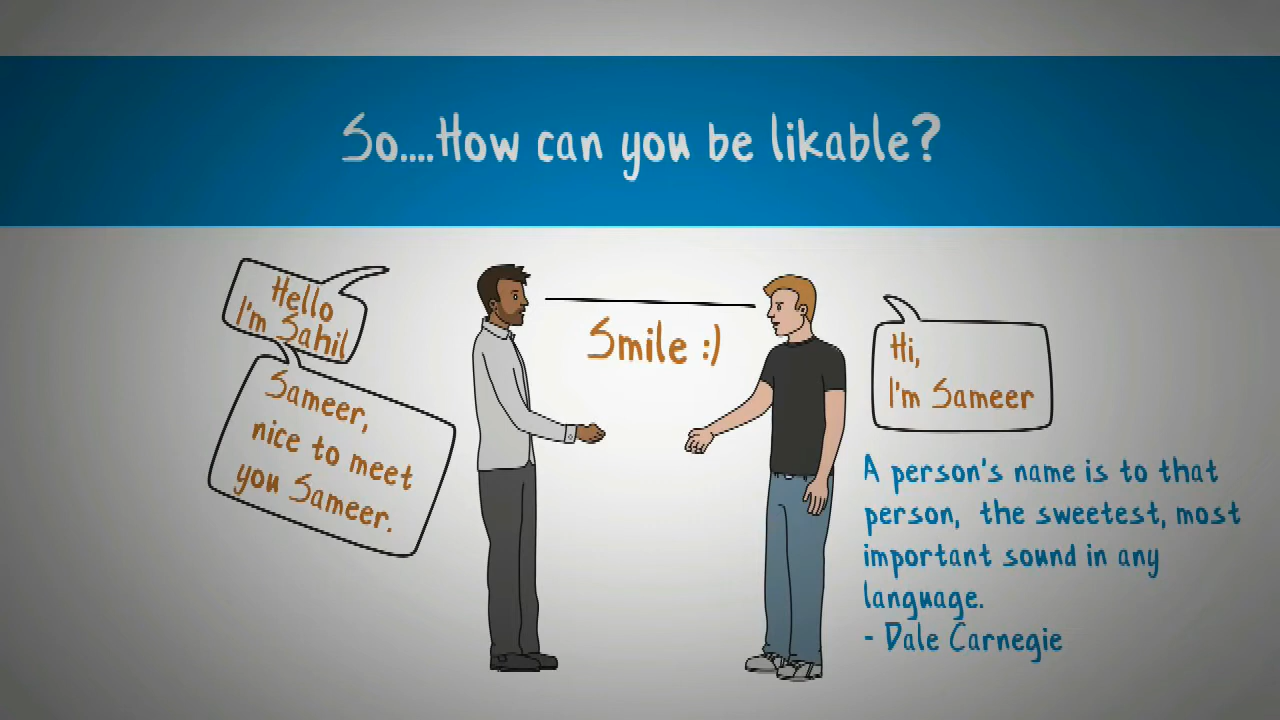 So....How can you be likable?
Hello
I'm Sahil
Sameer,
nice to meet
you Sameer.
Smile :)
Hi,
I'm Sameer
A person's name is to that
person, the sweetest, most
important sound in any
language.
- Dale Carnegie